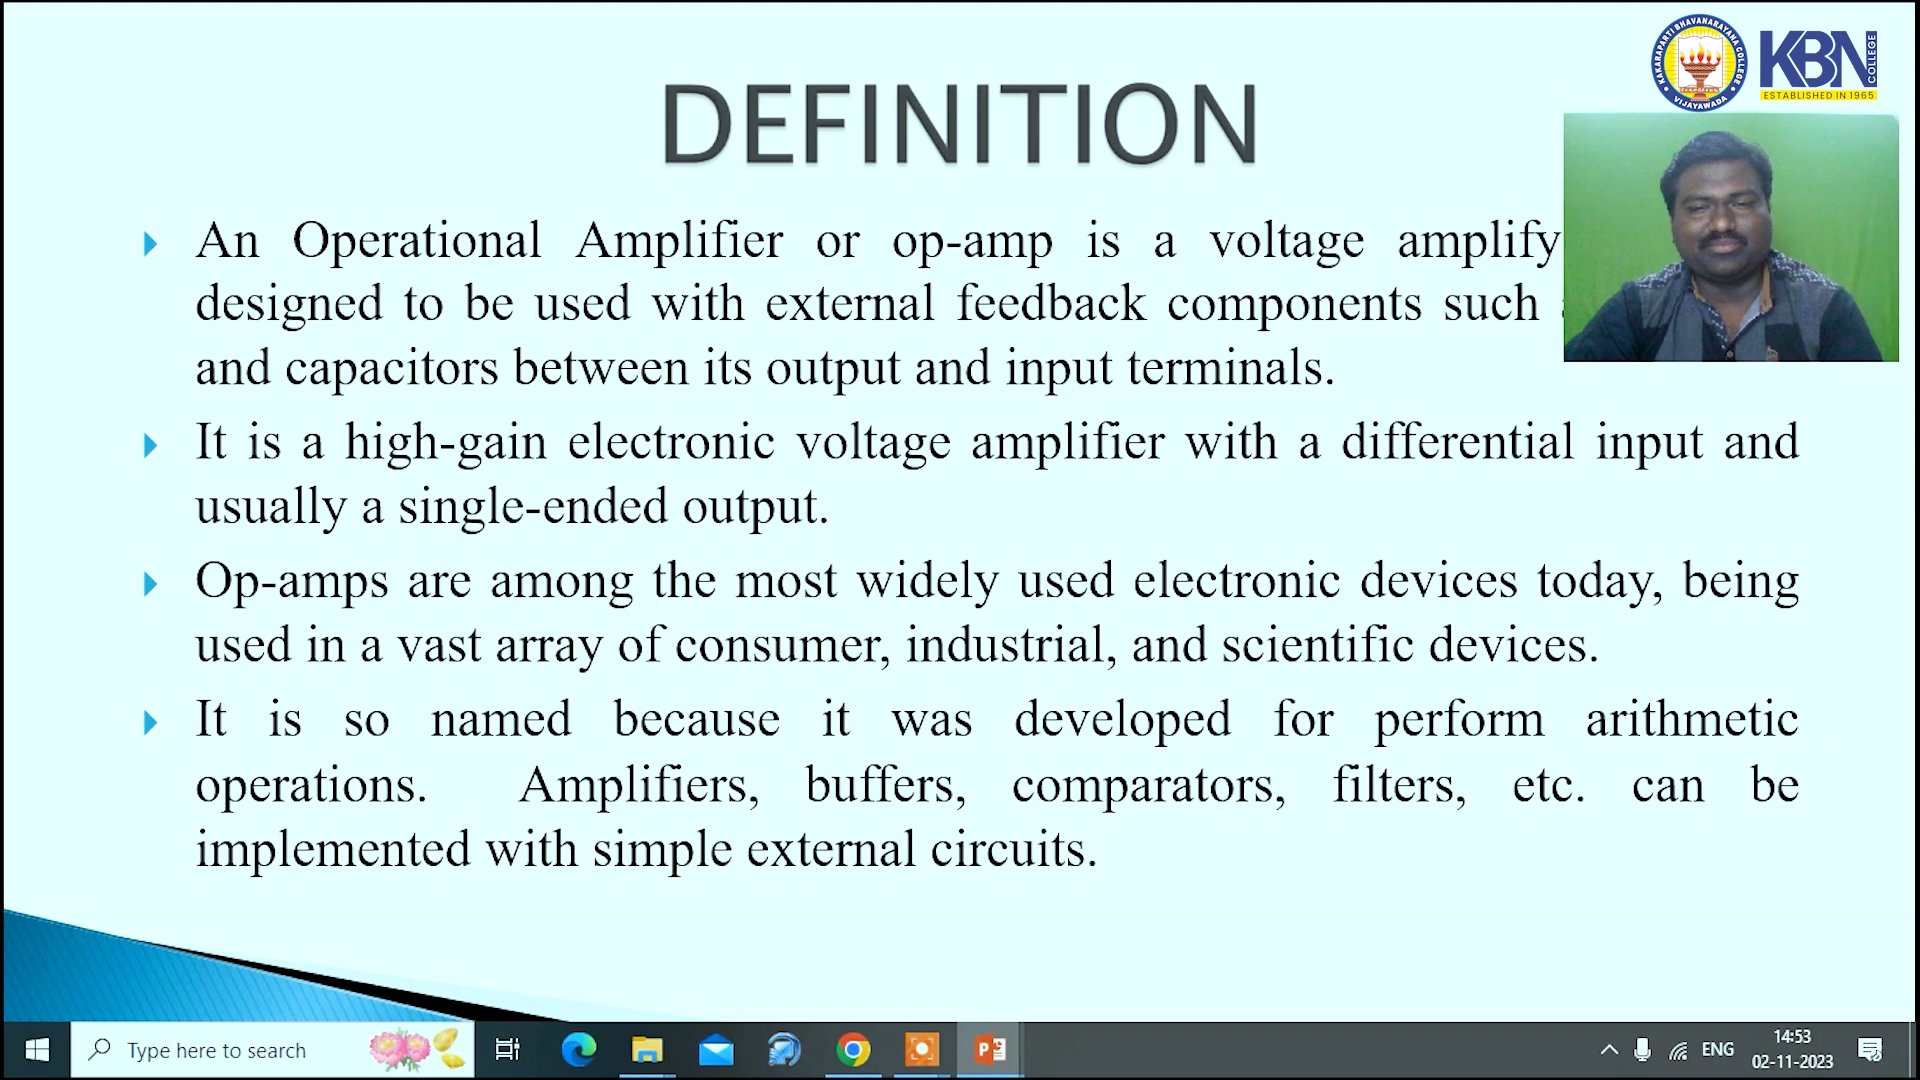 KAKARAPARTI BHAVANARAYANA COLLEGE
VIJAYAWADA
KBN
COLLEGE
ESTABLISHED IN 1965
DEFINITION
An Operational Amplifier or op-amp is a voltage amplify
designed to be used with external feedback components such
and capacitors between its output and input terminals.
It is a high-gain electronic voltage amplifier with a differential input and
usually a single-ended output.
Op-amps are among the most widely used electronic devices today, being
used in a vast array of consumer, industrial, and scientific devices.
It is so named because it was developed for perform arithmetic
operations. Amplifiers, buffers, comparators, filters, etc. can be
implemented with simple external circuits.
Type here to search
ENG
14:53
02-11-2023